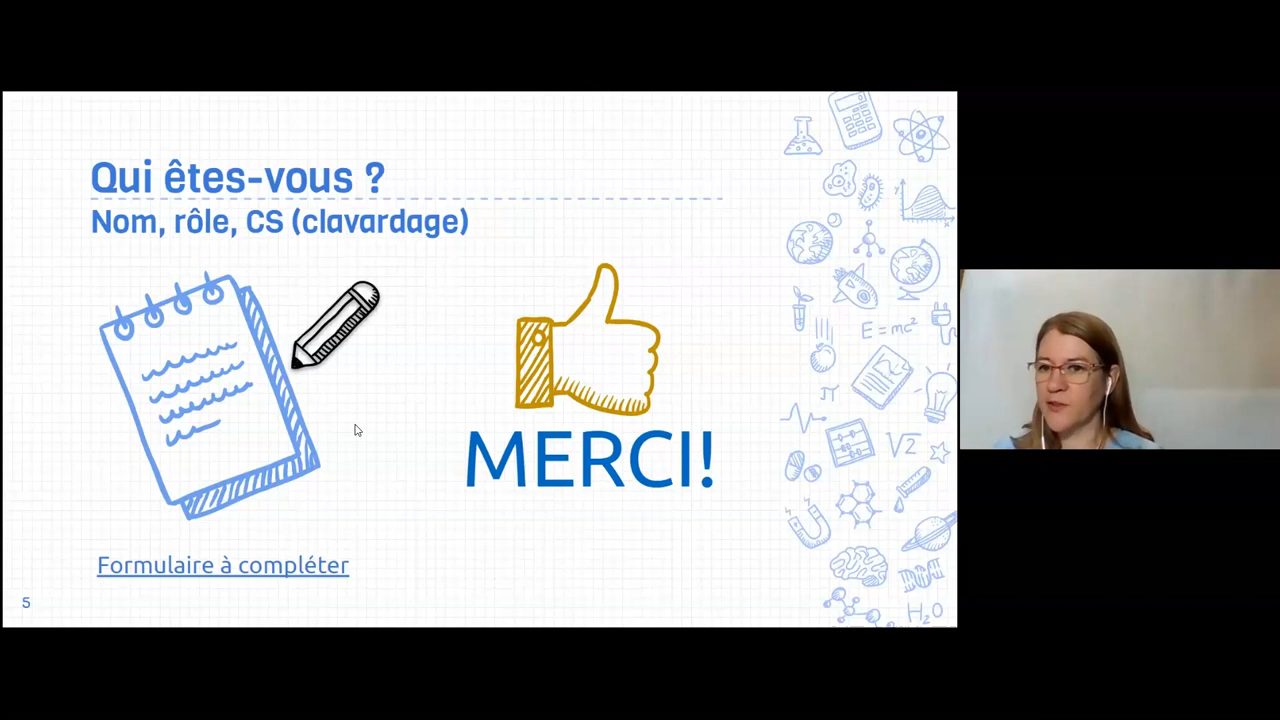 Qui êtes-vous ?
Nom, rôle, CS (clavardage)
MERCI!
Formulaire à compléter
5
y
x
E=mc²
π
√2
H₂O